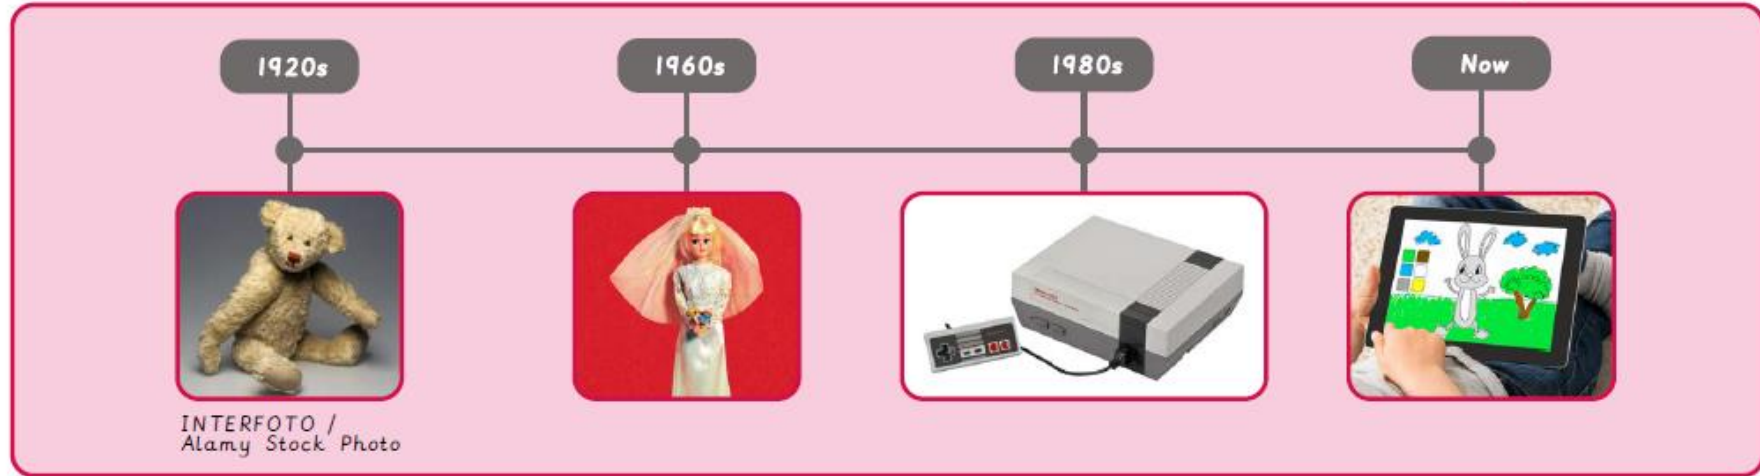 1920s
1960s
1980s
Now
INTERFOTO /
Alamy Stock Photo